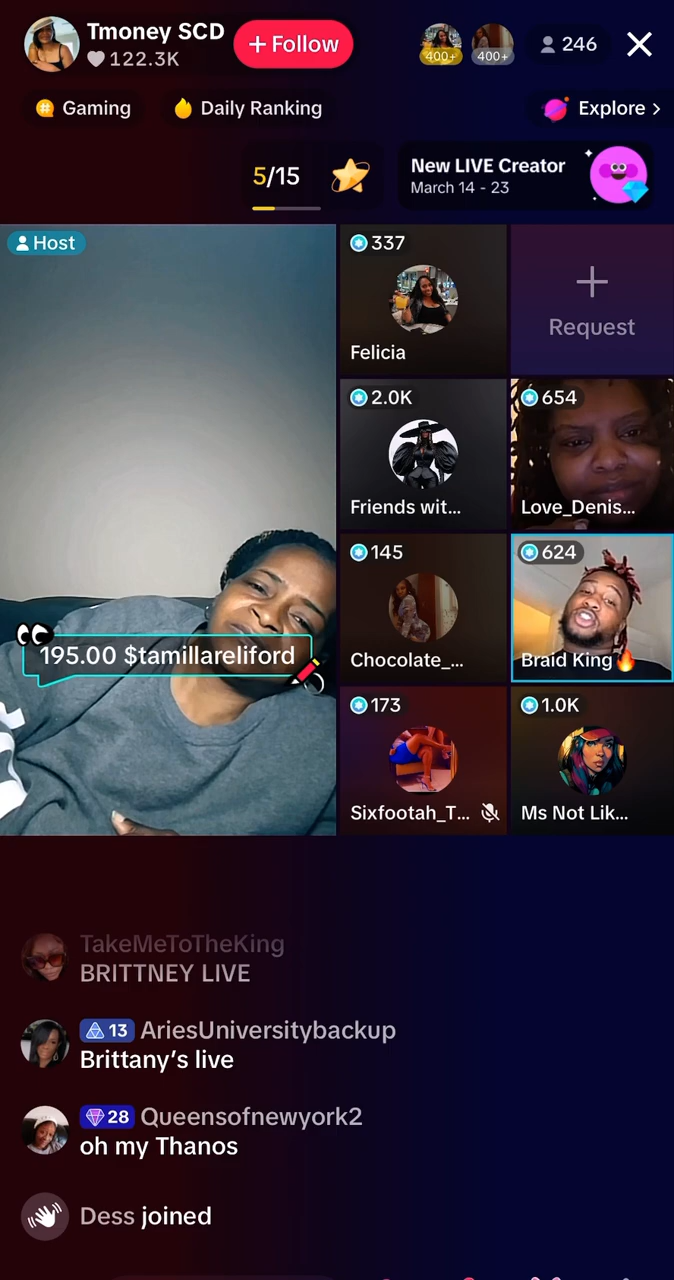 Tmoney SCD
122.3K
+ Follow
400+
400+
246
Gaming
Daily Ranking
Explore >
5/15
New LIVE Creator
March 14 - 23
Host
337
Felicia
Request
2.0K
Friends wit...
654
Love_Denis...
145
Chocolate_...
624
Braid King🔥
195.00 $tamillareliford
173
Sixfootah_T...
1.0K
Ms Not Lik...
TakeMeToTheKing
BRITTNEY LIVE
13 AriesUniversitybackup
Brittany’s live
28 Queensofnewyork2
oh my Thanos
Dess joined